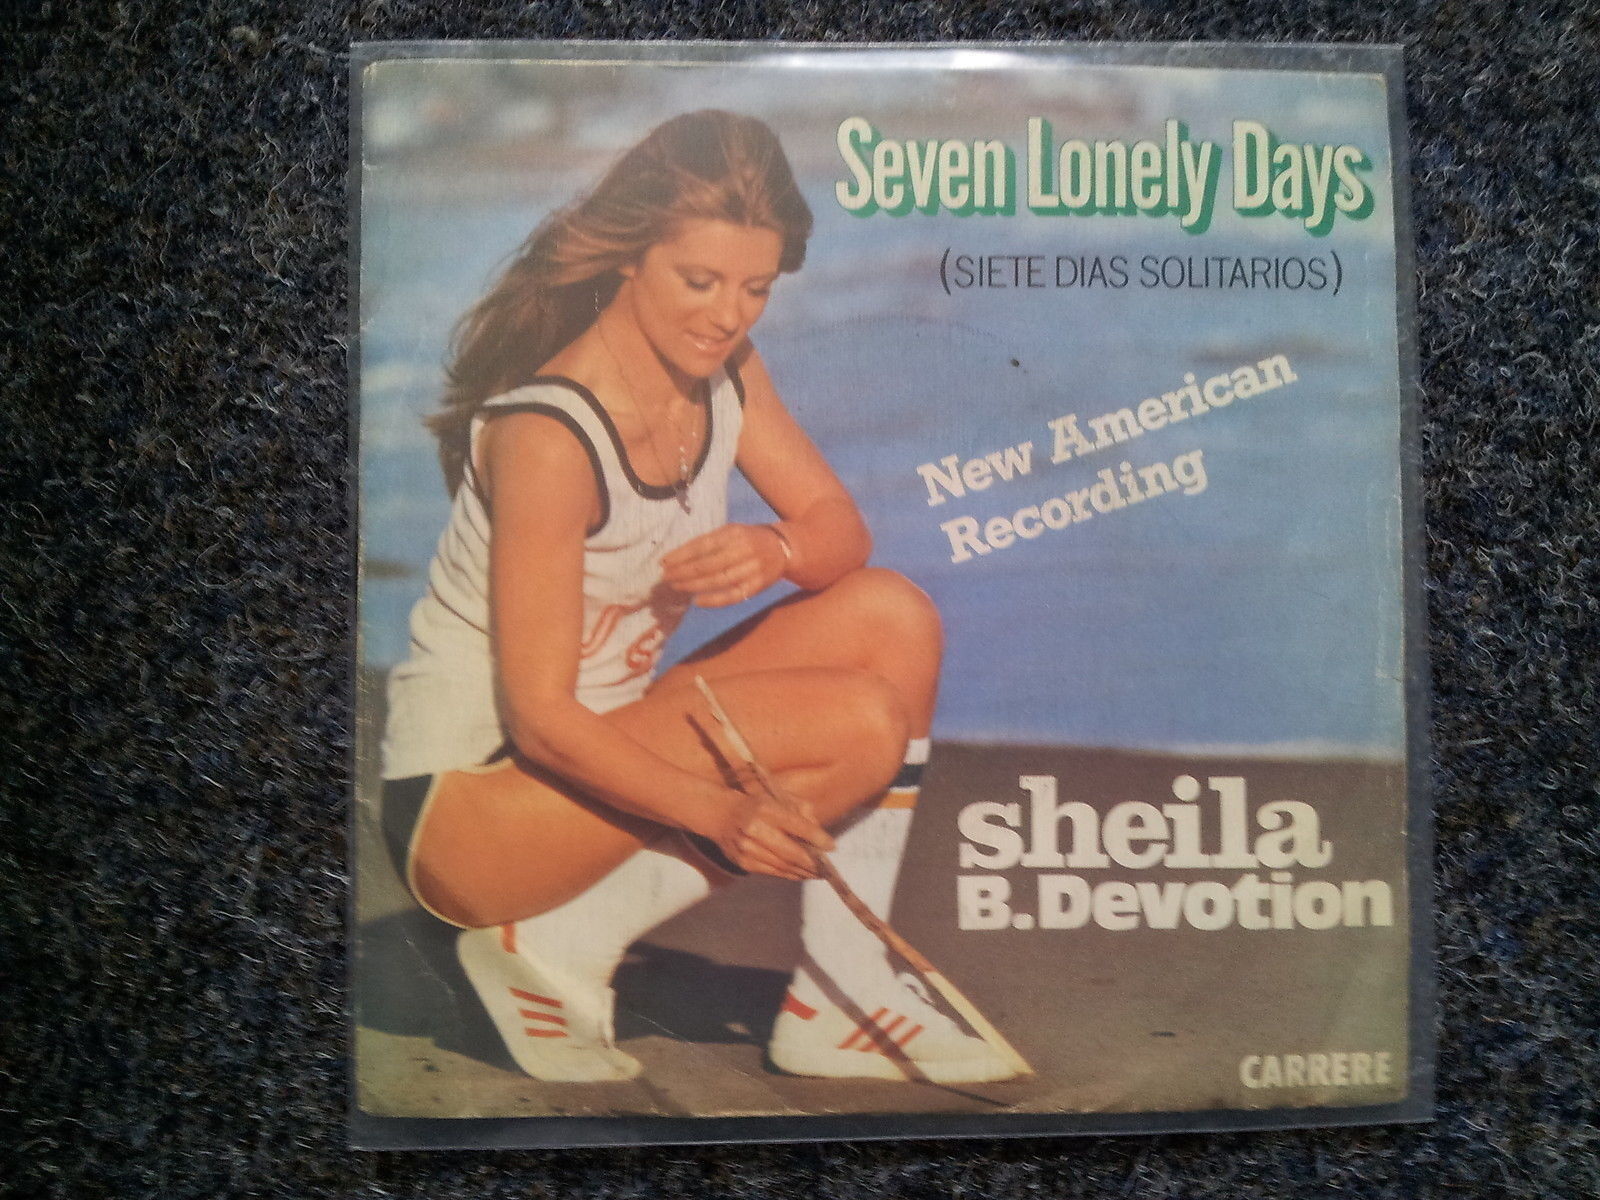 Seven Lonely Days
(SIETE DIAS SOLITARIOS)
New American
Recording
sheila
B.Devotion
CARRERE